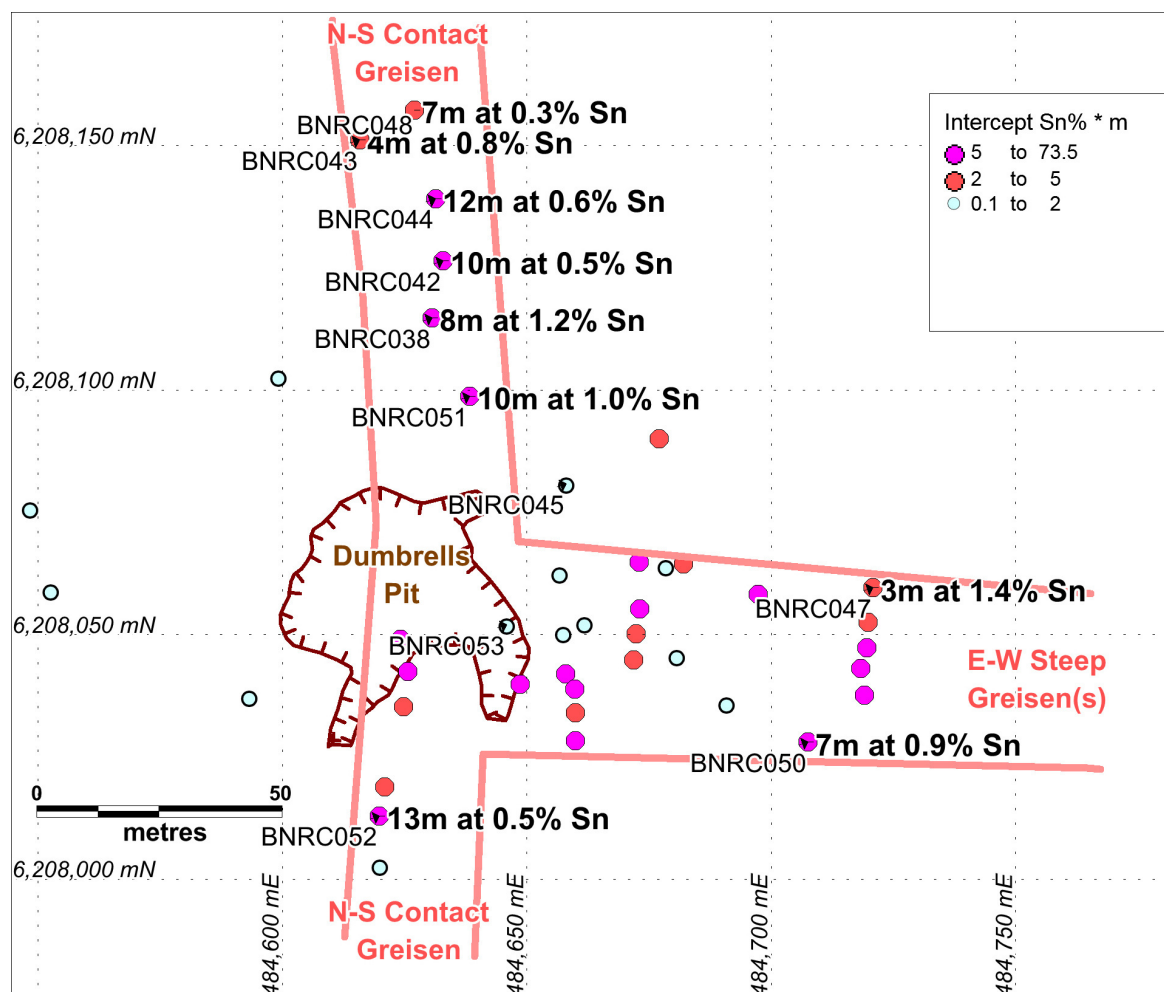 N-S Contact
Greisen
7m at 0.3% Sn
BNRC048
6,208,150 mN
4m at 0.8% Sn
BNRC043
12m at 0.6% Sn
BNRC044
10m at 0.5% Sn
BNRC042
8m at 1.2% Sn
BNRC038
6,208,100 mN
10m at 1.0% Sn
BNRC051
BNRC045
Intercept Sn% * m
5 to 73.5
2 to 5
0.1 to 2
Dumbrells
Pit
3m at 1.4% Sn
BNRC047
6,208,050 mN
BNRC053
E-W Steep
Greisen(s)
7m at 0.9% Sn
BNRC050
0 50
metres
13m at 0.5% Sn
BNRC052
6,208,000 mN
N-S Contact
Greisen
484,600 mE
484,650 mE
484,700 mE
484,750 mE